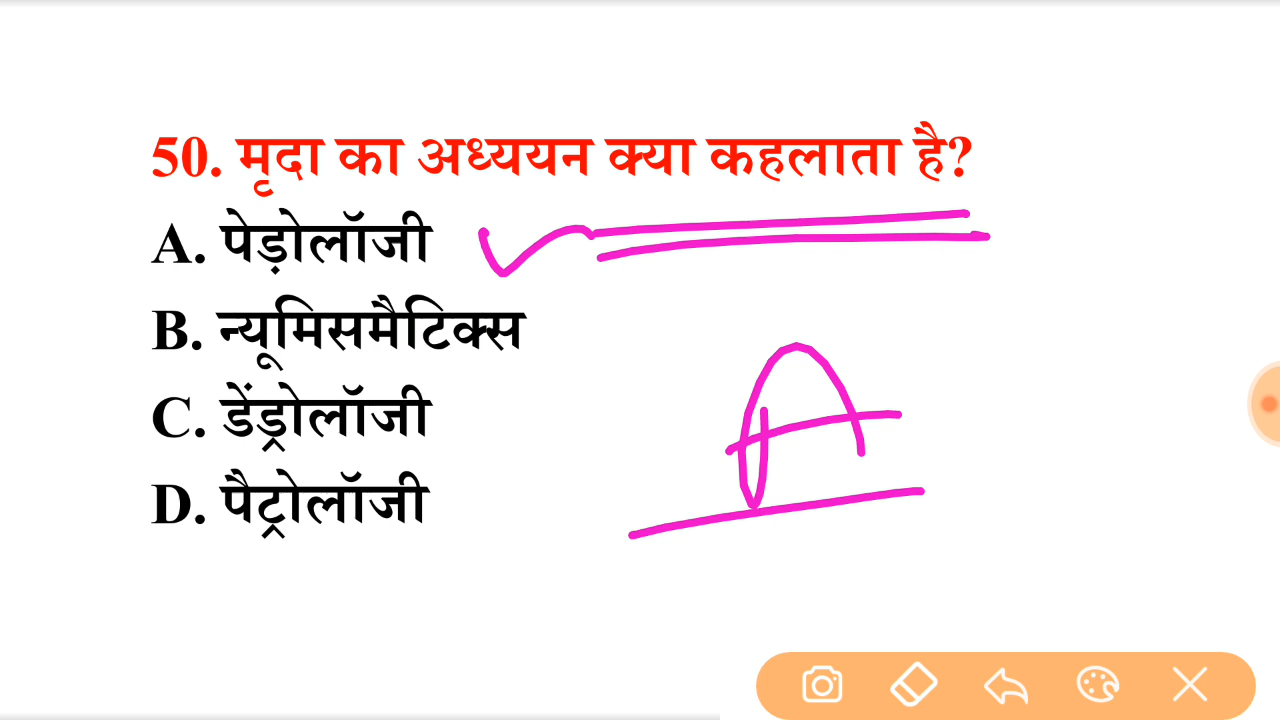 50. मृदा का अध्ययन क्या कहलाता है?
A. पेड़ोलॉजी
B. न्यूमिसमैटिक्स
C. डेंड्रोलॉजी
D. पैट्रोलॉजी
A